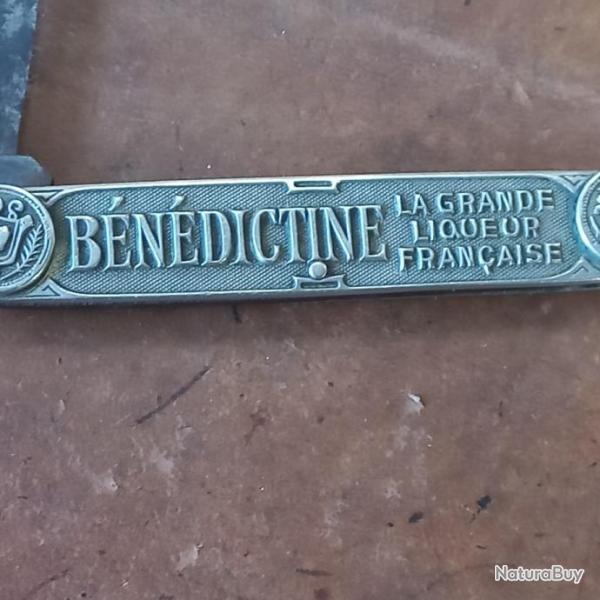 BÉNÉDICTINE
LA GRANDE
LIQUEUR
FRANÇAISE
NaturaBuy